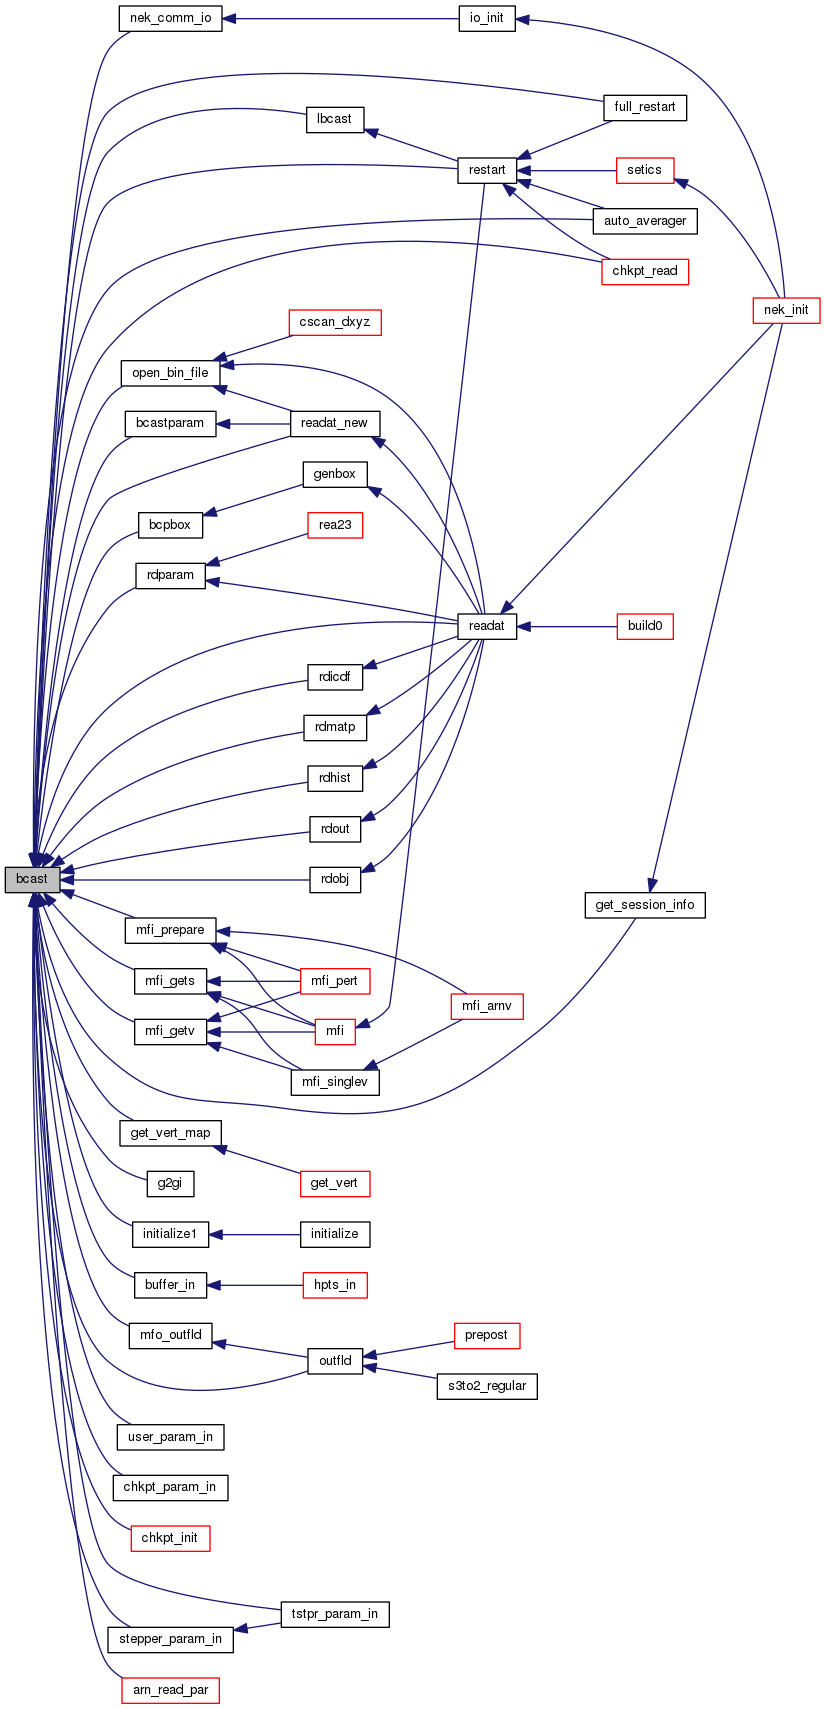 nek_comm_io
io_init
full_restart
lbcast
restart
setics
auto_averager
chkpt_read
nek_init
cscan_dxyz
open_bin_file
bcastparam
readat_new
genbox
bcpbox
rea23
rdparam
readat
build0
rdicdf
rdmatp
rdhist
rdout
bcast
rdobj
get_session_info
mfi_prepare
mfi_gets
mfi_pert
mfi_arnv
mfi_getv
mfi
mfi_singlev
get_vert_map
g2gi
get_vert
initialize1
initialize
buffer_in
hpts_in
mfo_outfld
prepost
outfld
s3to2_regular
user_param_in
chkpt_param_in
chkpt_init
tstpr_param_in
stepper_param_in
arn_read_par